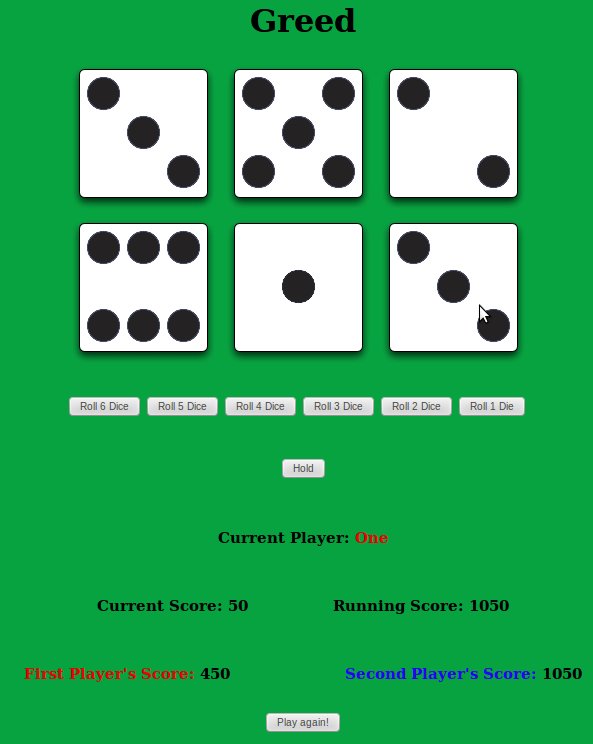 Greed
Roll 6 Dice Roll 5 Dice Roll 4 Dice Roll 3 Dice Roll 2 Dice Roll 1 Die
Hold
Current Player: One
Current Score: 50 Running Score: 1050
First Player's Score: 450 Second Player's Score: 1050
Play again!